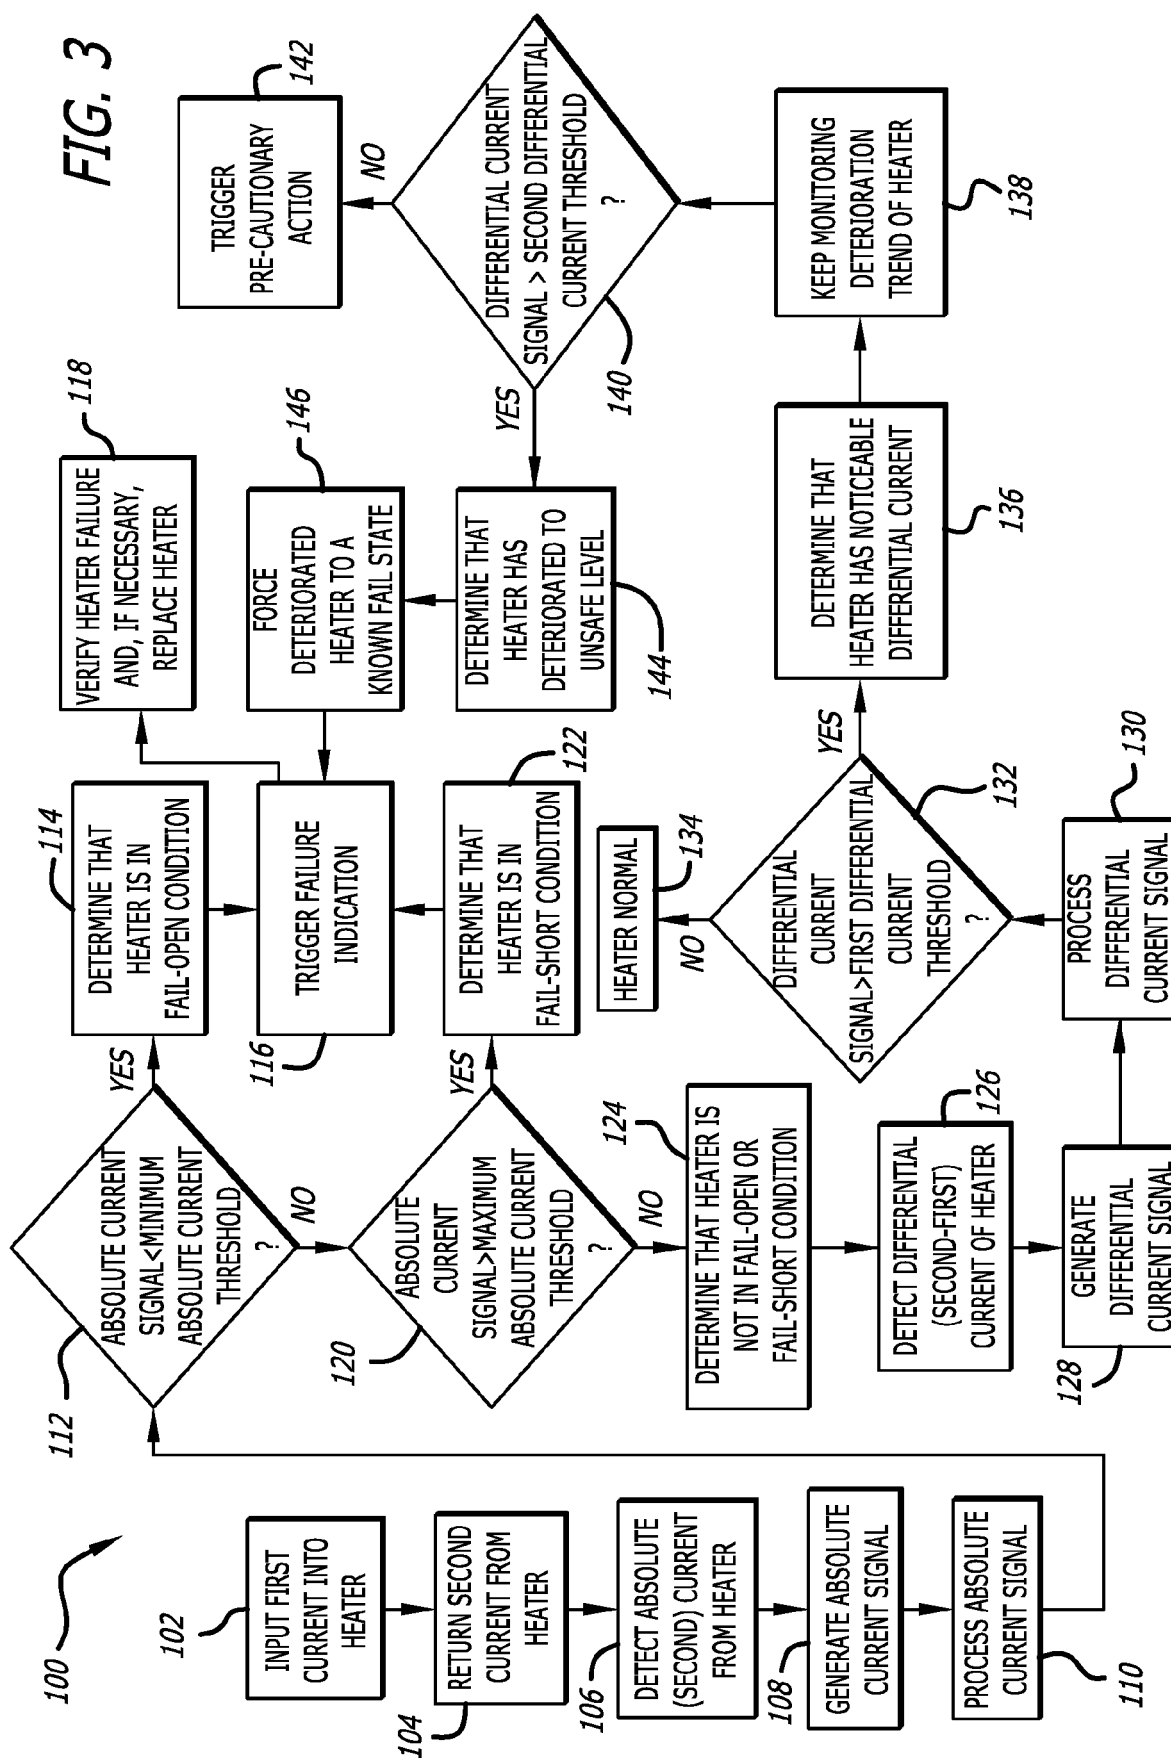 FIG. 3
100
102
INPUT FIRST
CURRENT INTO
HEATER
104
RETURN SECOND
CURRENT FROM
HEATER
106
DETECT ABSOLUTE
(SECOND) CURRENT
FROM HEATER
108
GENERATE ABSOLUTE
CURRENT SIGNAL
PROCESS ABSOLUTE
CURRENT SIGNAL
110
112
ABSOLUTE CURRENT
SIGNAL<MINIMUM
ABSOLUTE CURRENT
THRESHOLD
?
YES
NO
114
DETERMINE THAT
HEATER IS IN
FAIL-OPEN CONDITION
116
TRIGGER FAILURE
INDICATION
118
VERIFY HEATER FAILURE
AND, IF NECESSARY,
REPLACE HEATER
120
ABSOLUTE
CURRENT
SIGNAL>MAXIMUM
ABSOLUTE CURRENT
THRESHOLD
?
YES
NO
122
DETERMINE THAT
HEATER IS IN
FAIL-SHORT CONDITION
124
DETERMINE THAT HEATER IS
NOT IN FAIL-OPEN OR
FAIL-SHORT CONDITION
126
DETECT DIFFERENTIAL
(SECOND-FIRST)
CURRENT OF HEATER
128
GENERATE
DIFFERENTIAL
CURRENT SIGNAL
130
PROCESS
DIFFERENTIAL
CURRENT SIGNAL
132
DIFFERENTIAL
CURRENT
SIGNAL>FIRST DIFFERENTIAL
CURRENT
THRESHOLD
?
NO
YES
134
HEATER NORMAL
136
DETERMINE THAT
HEATER HAS NOTICEABLE
DIFFERENTIAL CURRENT
138
KEEP MONITORING
DETERIORATION
TREND OF HEATER
140
DIFFERENTIAL CURRENT
SIGNAL > SECOND DIFFERENTIAL
CURRENT THRESHOLD
?
NO
YES
142
TRIGGER
PRE-CAUTIONARY
ACTION
144
DETERMINE THAT
HEATER HAS
DETERIORATED TO
UNSAFE LEVEL
146
FORCE
DETERIORATED
HEATER TO A
KNOWN FAIL STATE